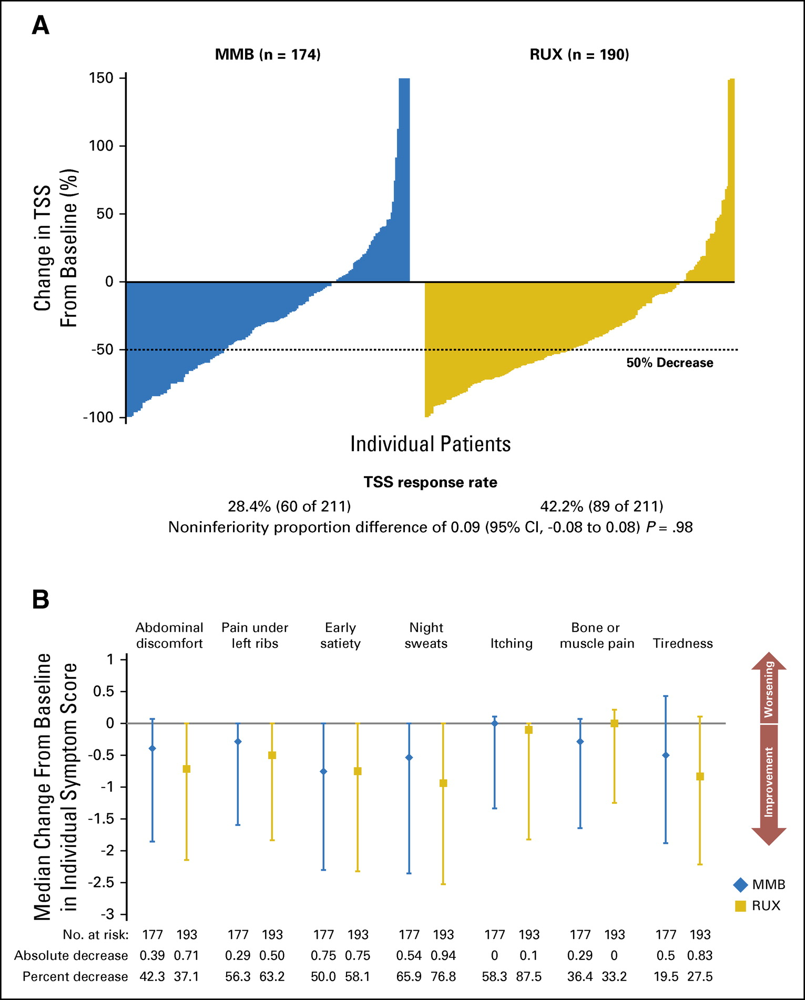 A
MMB (n = 174)
RUX (n = 190)
Change in TSS
From Baseline (%)
150
100
50
0
-50
-100
50% Decrease
Individual Patients
TSS response rate
28.4% (60 of 211)
42.2% (89 of 211)
Noninferiority proportion difference of 0.09 (95% CI, -0.08 to 0.08) P = .98
B
Abdominal
discomfort
Pain under
left ribs
Early
satiety
Night
sweats
Itching
Bone or
muscle pain
Tiredness
Median Change From Baseline
in Individual Symptom Score
1
0.5
0
-0.5
-1
-1.5
-2
-2.5
-3
Worsening
Improvement
MMB
RUX
No. at risk: 177 193 177 193 177 193 177 193 177 193 177 193 177 193
Absolute decrease 0.39 0.71 0.29 0.50 0.75 0.75 0.54 0.94 0 0.1 0.29 0 0.5 0.83
Percent decrease 42.3 37.1 56.3 63.2 50.0 58.1 65.9 76.8 58.3 87.5 36.4 33.2 19.5 27.5